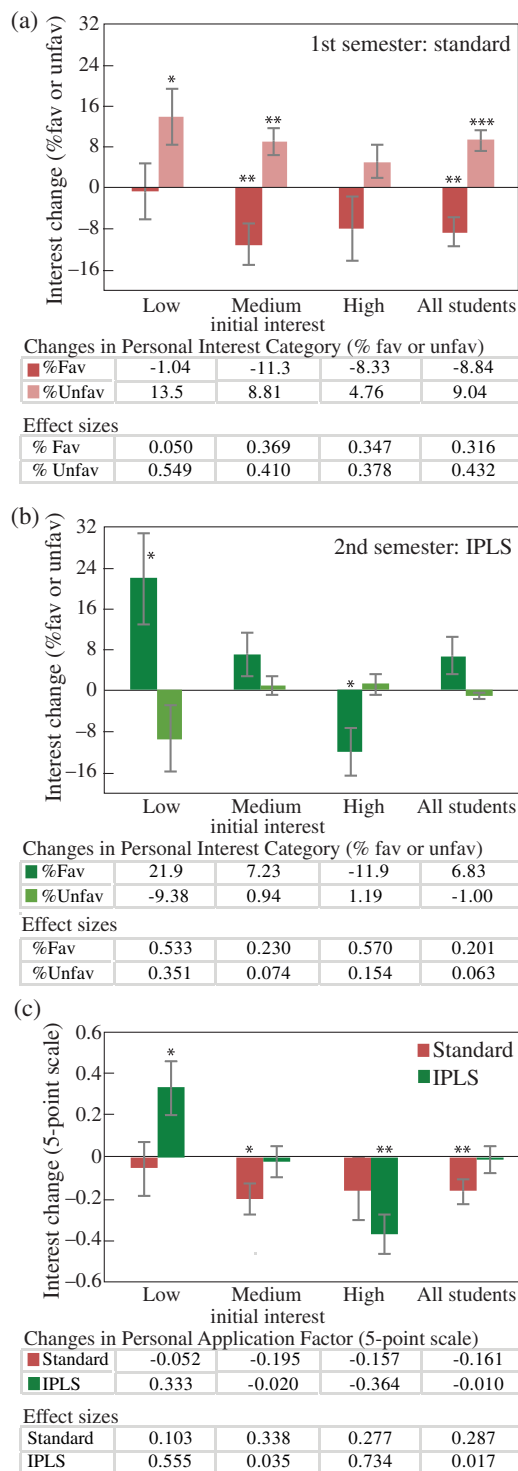 (a)
32
24
16
8
0
−8
−16
Interest change (%fav or unfav)
1st semester: standard
*
**
**
**
***
Low Medium High All students
initial interest
Changes in Personal Interest Category (% fav or unfav)
%Fav -1.04 -11.3 -8.33 -8.84
%Unfav 13.5 8.81 4.76 9.04
Effect sizes
% Fav 0.050 0.369 0.347 0.316
% Unfav 0.549 0.410 0.378 0.432
(b)
32
24
16
8
0
−8
−16
Interest change (%fav or unfav)
2nd semester: IPLS
*
*
Low Medium High All students
initial interest
Changes in Personal Interest Category (% fav or unfav)
%Fav 21.9 7.23 -11.9 6.83
%Unfav -9.38 0.94 1.19 -1.00
Effect sizes
%Fav 0.533 0.230 0.570 0.201
%Unfav 0.351 0.074 0.154 0.063
(c)
0.6
0.4
0.2
0
−0.2
−0.4
−0.6
Interest change (5-point scale)
Standard
IPLS
*
*
**
**
Low Medium High All students
initial interest
Changes in Personal Application Factor (5-point scale)
Standard -0.052 -0.195 -0.157 -0.161
IPLS 0.333 -0.020 -0.364 -0.010
Effect sizes
Standard 0.103 0.338 0.277 0.287
IPLS 0.555 0.035 0.734 0.017